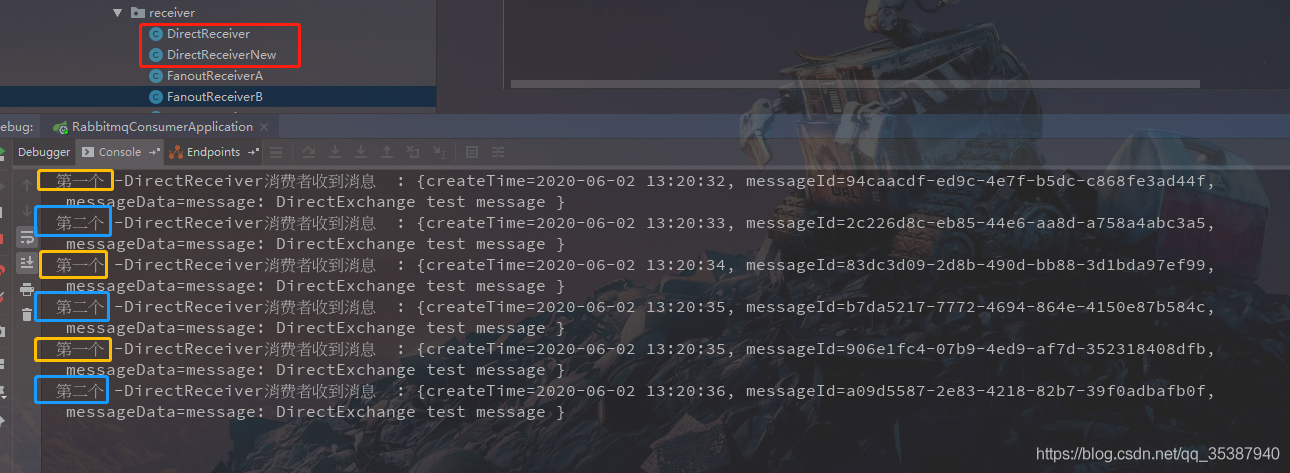 receiver
DirectReceiver
DirectReceiverNew
FanoutReceiverA
FanoutReceiverB
ebug: RabbitmqConsumerApplication
Debugger Console Endpoints
第一个 -DirectReceiver消费者收到消息 : {createTime=2020-06-02 13:20:32, messageId=94caacdf-ed9c-4e7f-b5dc-c868fe3ad44f,
messageData=message: DirectExchange test message }
第二个 -DirectReceiver消费者收到消息 : {createTime=2020-06-02 13:20:33, messageId=2c226d8c-eb85-44e6-aa8d-a758a4abc3a5,
messageData=message: DirectExchange test message }
第一个 -DirectReceiver消费者收到消息 : {createTime=2020-06-02 13:20:34, messageId=83dc3d09-2d8b-490d-bb88-3d1bda97ef99,
messageData=message: DirectExchange test message }
第二个 -DirectReceiver消费者收到消息 : {createTime=2020-06-02 13:20:35, messageId=b7da5217-7772-4694-864e-4150e87b584c,
messageData=message: DirectExchange test message }
第一个 -DirectReceiver消费者收到消息 : {createTime=2020-06-02 13:20:35, messageId=906e1fc4-07b9-4ed9-af7d-352318408dfb,
messageData=message: DirectExchange test message }
第二个 -DirectReceiver消费者收到消息 : {createTime=2020-06-02 13:20:36, messageId=a09d5587-2e83-4218-82b7-39f0adbafb0f,
messageData=message: DirectExchange test message }
https://blog.csdn.net/qq_35387940